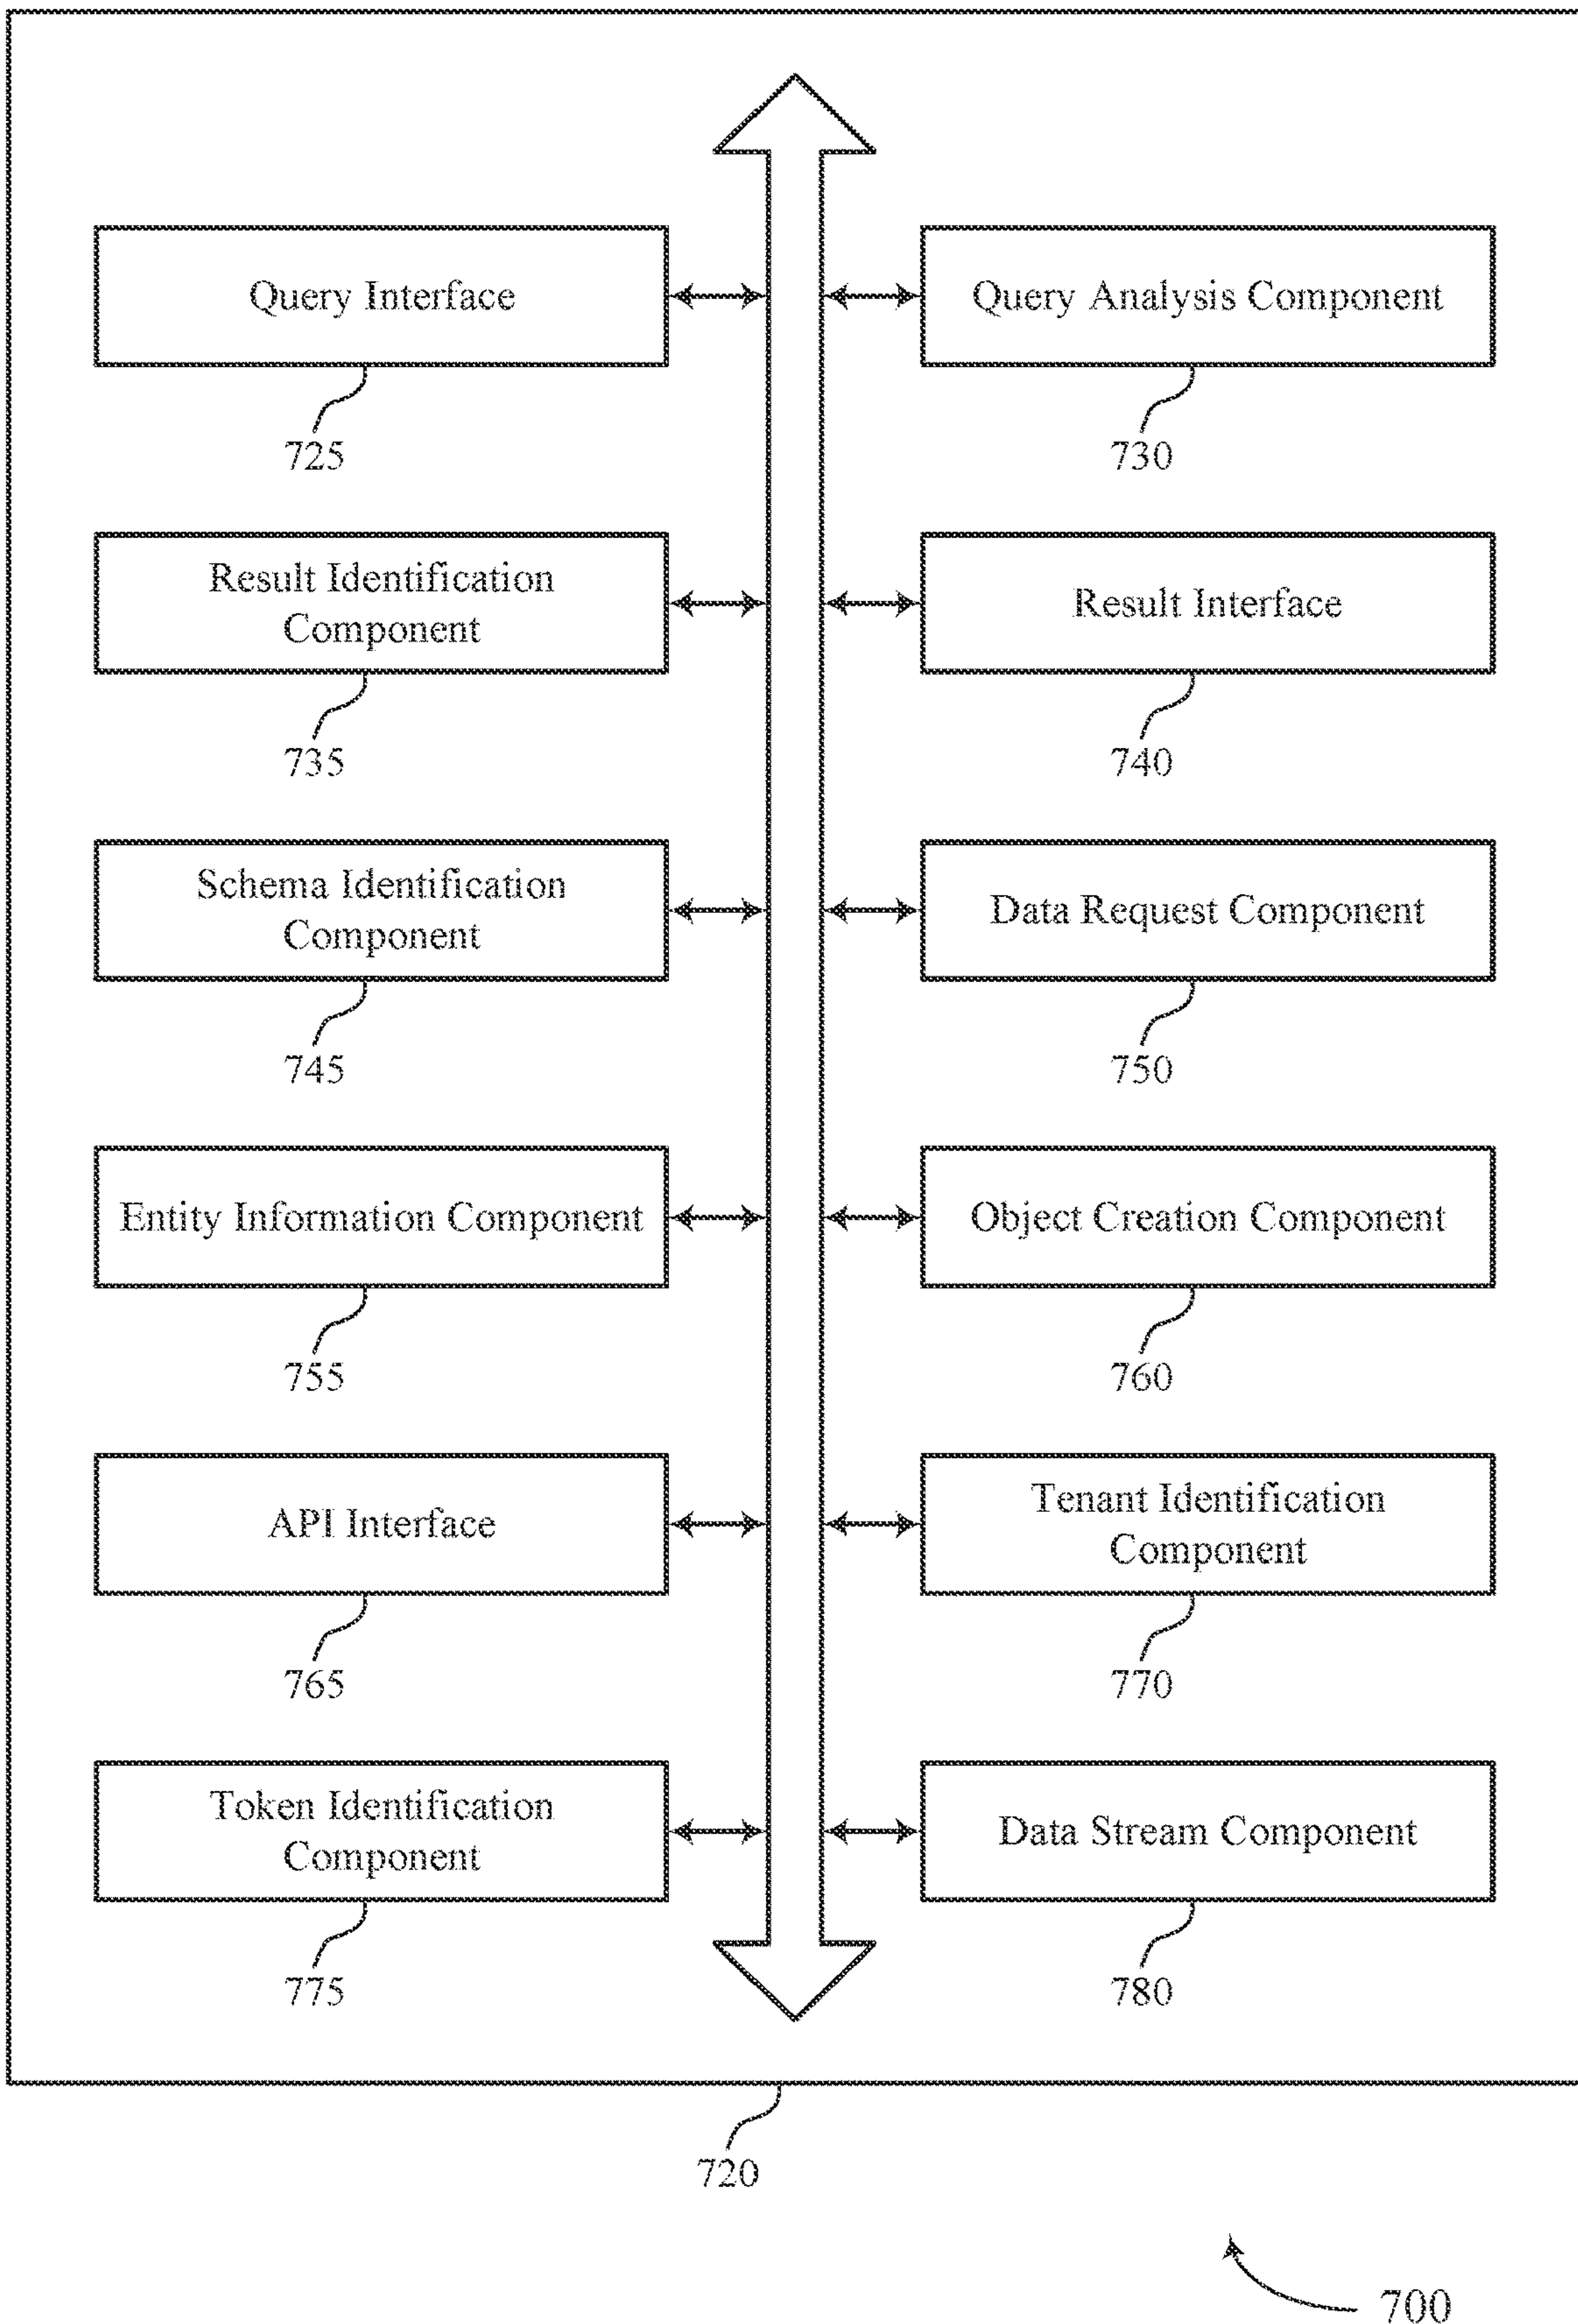 Query Interface
Query Analysis Component
725
730
Result Identification
Component
Result Interface
735
740
Schema Identification
Component
Data Request Component
745
750
Entity Information Component
Object Creation Component
755
760
API Interface
Tenant Identification
Component
765
770
Token Identification
Component
Data Stream Component
775
780
720
700